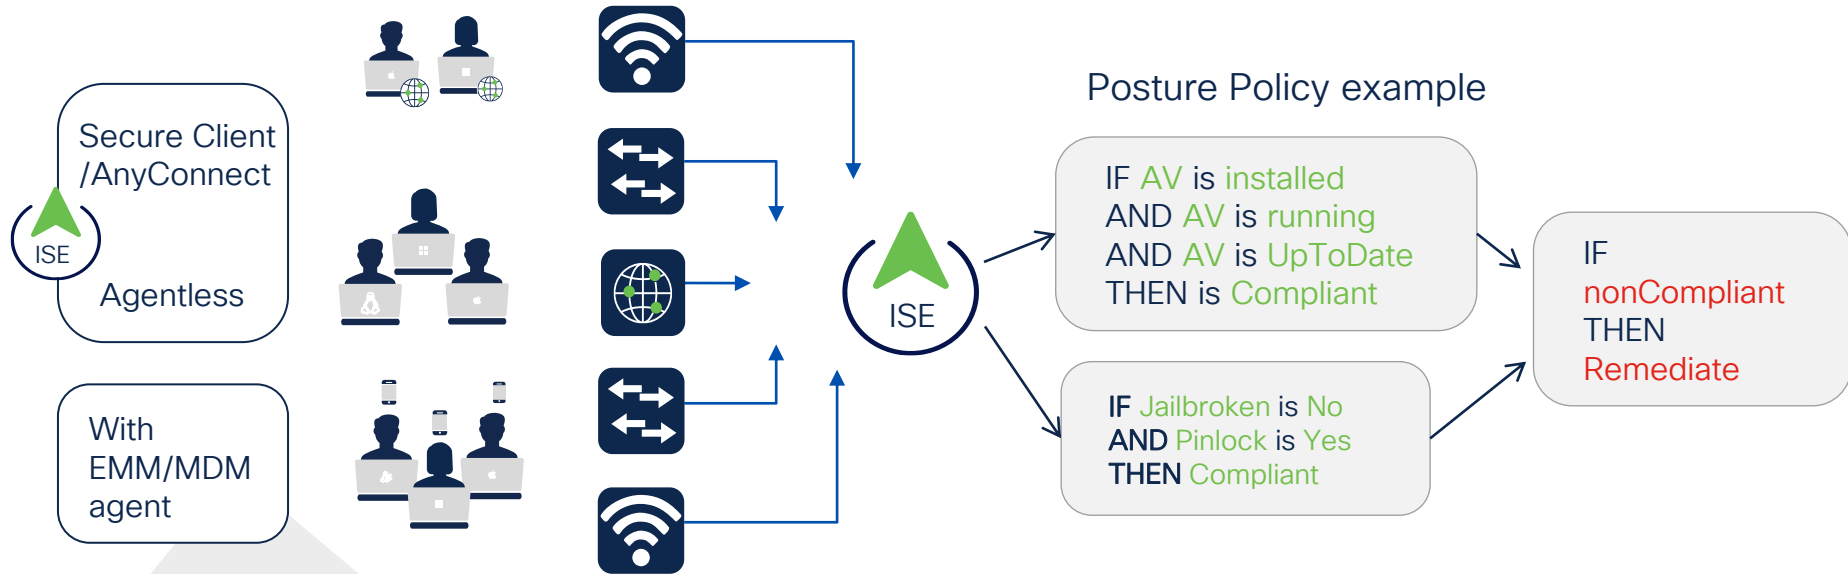 Secure Client
/AnyConnect
ISE
Agentless
With
EMM/MDM
agent
ISE
Posture Policy example
IF AV is installed
AND AV is running
AND AV is UpToDate
THEN is Compliant
IF Jailbroken is No
AND Pinlock is Yes
THEN Compliant
IF
nonCompliant
THEN
Remediate